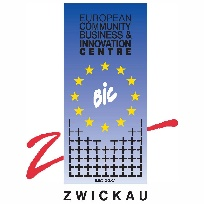 EUROPEAN
COMMUNITY
BUSINESS &
INNOVATION
CENTRE
BIC
ZWICKAU